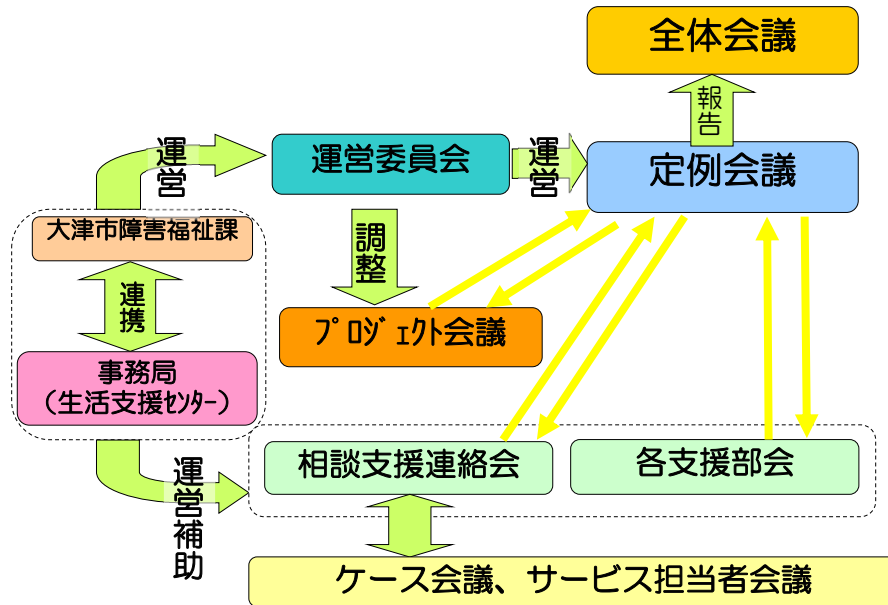 全体会議
報告
運営
運営委員会
運営
定例会議
大津市障害福祉課
調整
連携
ﾌﾟﾛｼﾞｪｸﾄ会議
事務局
（生活支援ｾﾝﾀｰ）
相談支援連絡会
各支援部会
運営補助
ケース会議、サービス担当者会議